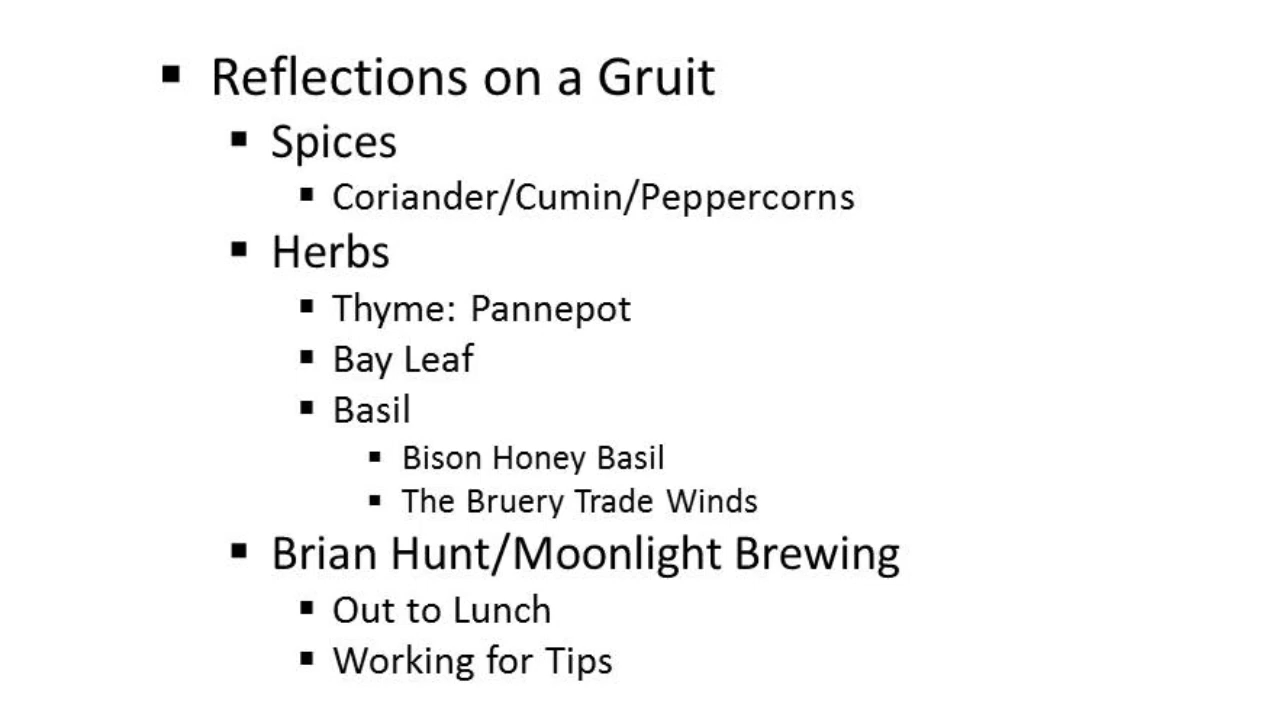 Reflections on a Gruit
Spices
Coriander/Cumin/Peppercorns
Herbs
Thyme: Pannepot
Bay Leaf
Basil
Bison Honey Basil
The Bruery Trade Winds
Brian Hunt/Moonlight Brewing
Out to Lunch
Working for Tips